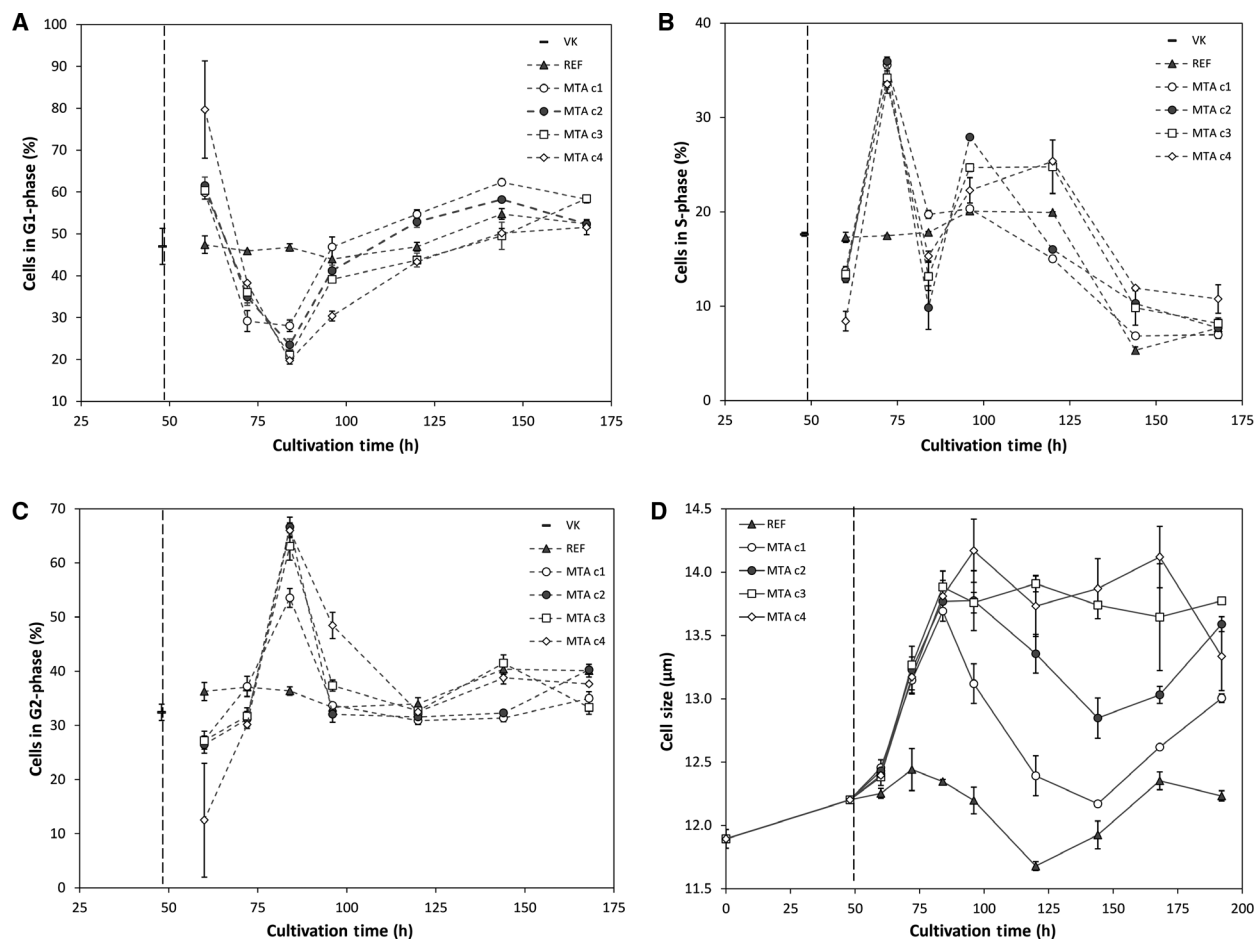 A
Cells in G1-phase (%)
100
90
80
70
60
50
40
30
20
10
25
50
75
100
125
150
175
Cultivation time (h)
VK
REF
MTA c1
MTA c2
MTA c3
MTA c4
B
Cells in S-phase (%)
40
30
20
10
0
25
50
75
100
125
150
175
Cultivation time (h)
VK
REF
MTA c1
MTA c2
MTA c3
MTA c4
C
Cells in G2-phase (%)
70
60
50
40
30
20
10
0
25
50
75
100
125
150
175
Cultivation time (h)
VK
REF
MTA c1
MTA c2
MTA c3
MTA c4
D
Cell size (µm)
14.5
14.0
13.5
13.0
12.5
12.0
11.5
0
25
50
75
100
125
150
175
200
Cultivation time (h)
REF
MTA c1
MTA c2
MTA c3
MTA c4